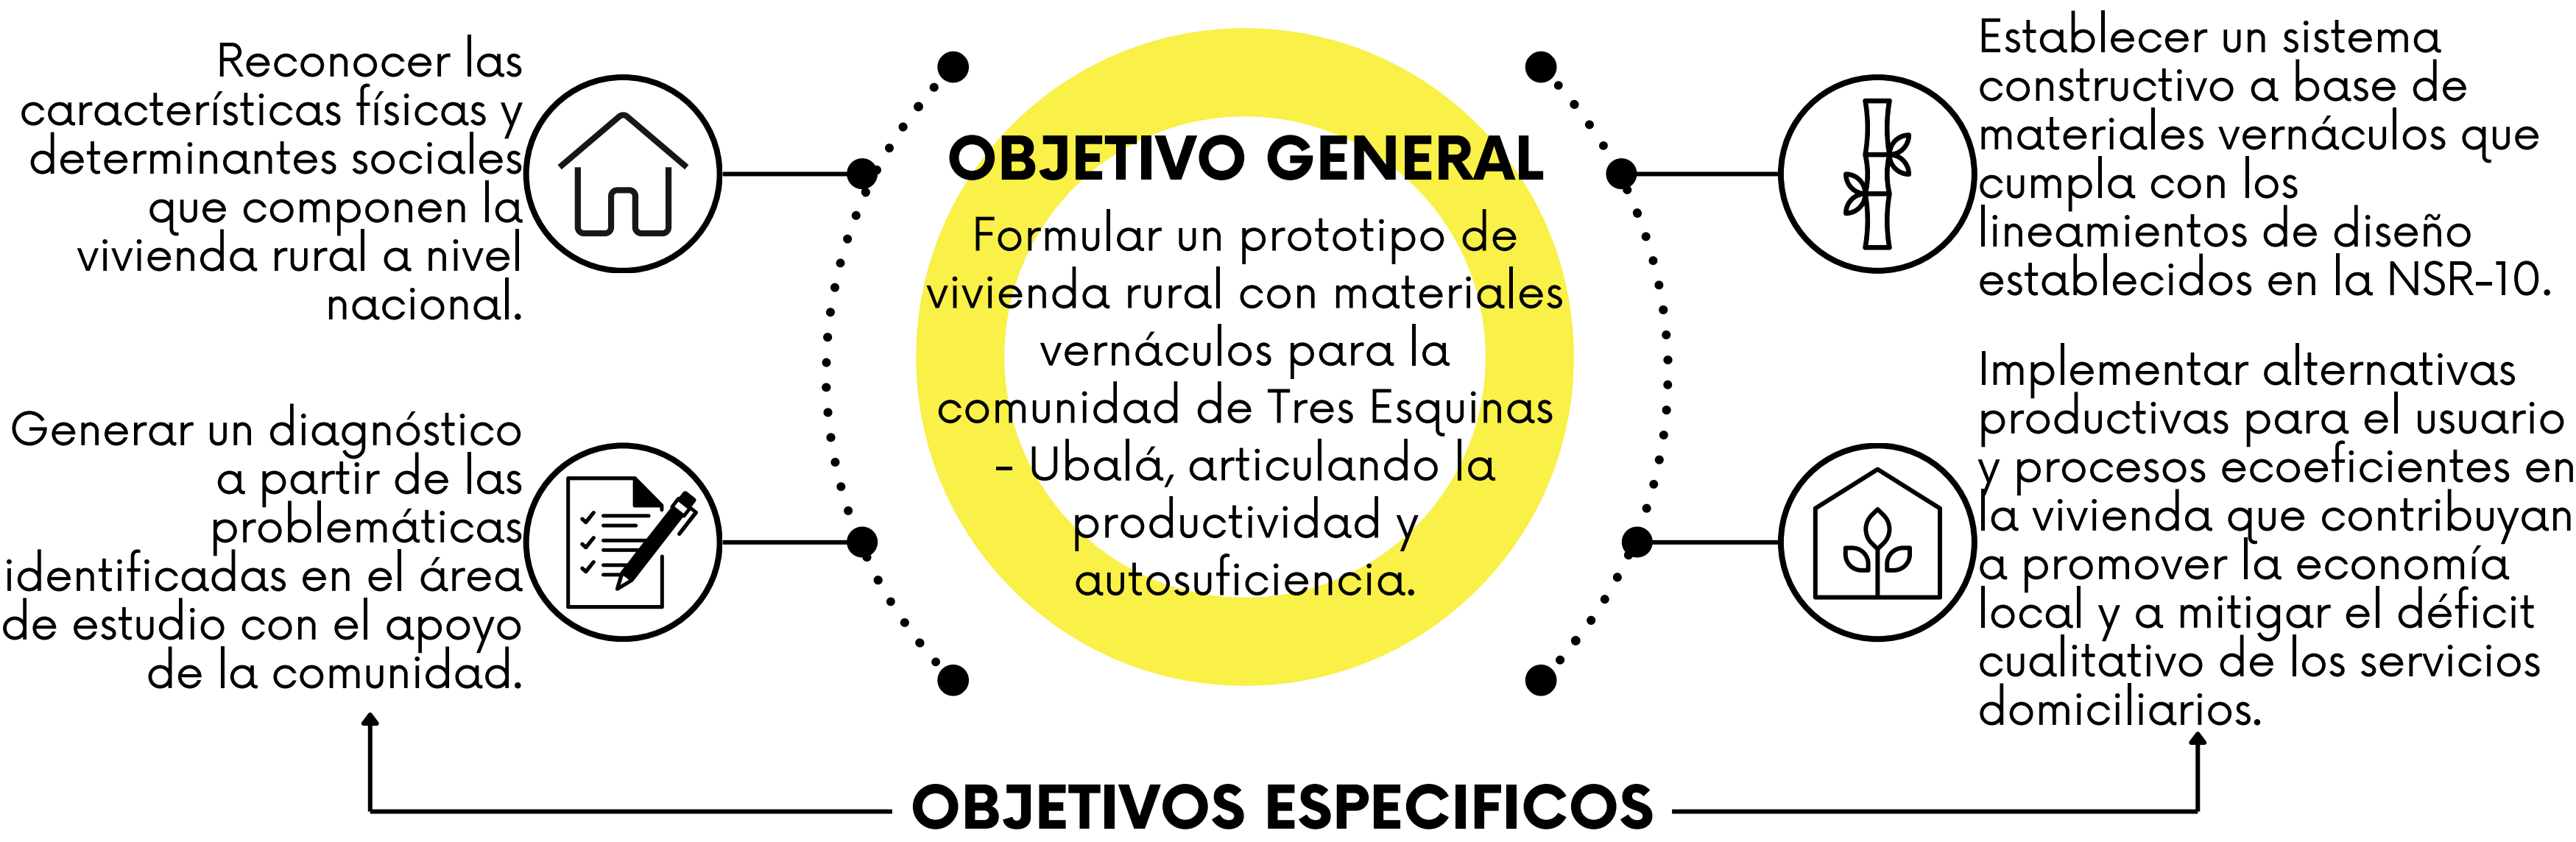 Reconocer las
características físicas y
determinantes sociales
que componen la
vivienda rural a nivel
nacional.
Generar un diagnóstico
a partir de las
problemáticas
identificadas en el área
de estudio con el apoyo
de la comunidad.
OBJETIVO GENERAL
Formular un prototipo de
vivienda rural con materiales
vernáculos para la
comunidad de Tres Esquinas
- Ubalá, articulando la
productividad y
autosuficiencia.
Establecer un sistema
constructivo a base de
materiales vernáculos que
cumpla con los
lineamientos de diseño
establecidos en la NSR-10.
Implementar alternativas
productivas para el usuario
y procesos ecoeficientes en
la vivienda que contribuyan
a promover la economía
local y a mitigar el déficit
cualitativo de los servicios
domiciliarios.
OBJETIVOS ESPECIFICOS